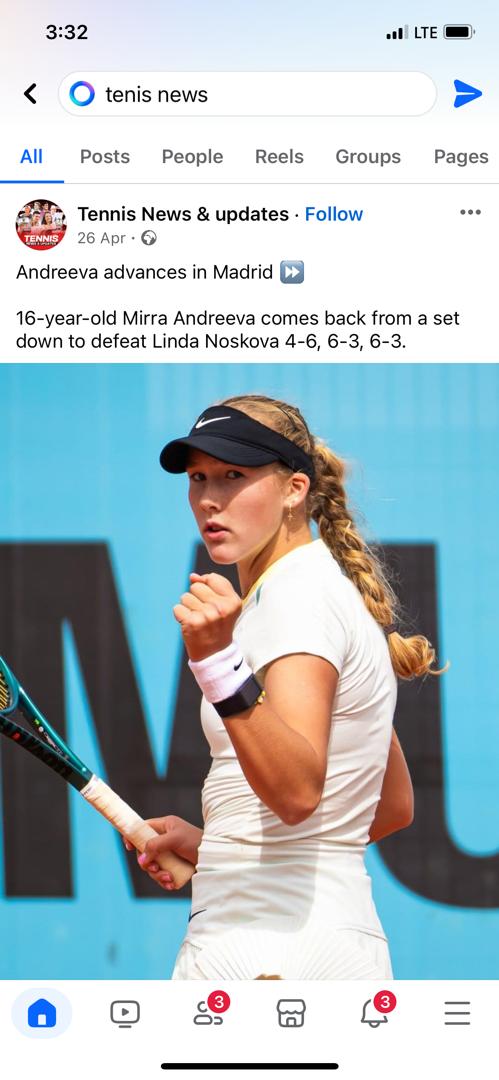 3:32
LTE
tenis news
All Posts People Reels Groups Pages
TENNIS
Tennis News & updates · Follow
26 Apr ·
Andreeva advances in Madrid ⏩
16-year-old Mirra Andreeva comes back from a set
down to defeat Linda Noskova 4-6, 6-3, 6-3.
MU
3
3